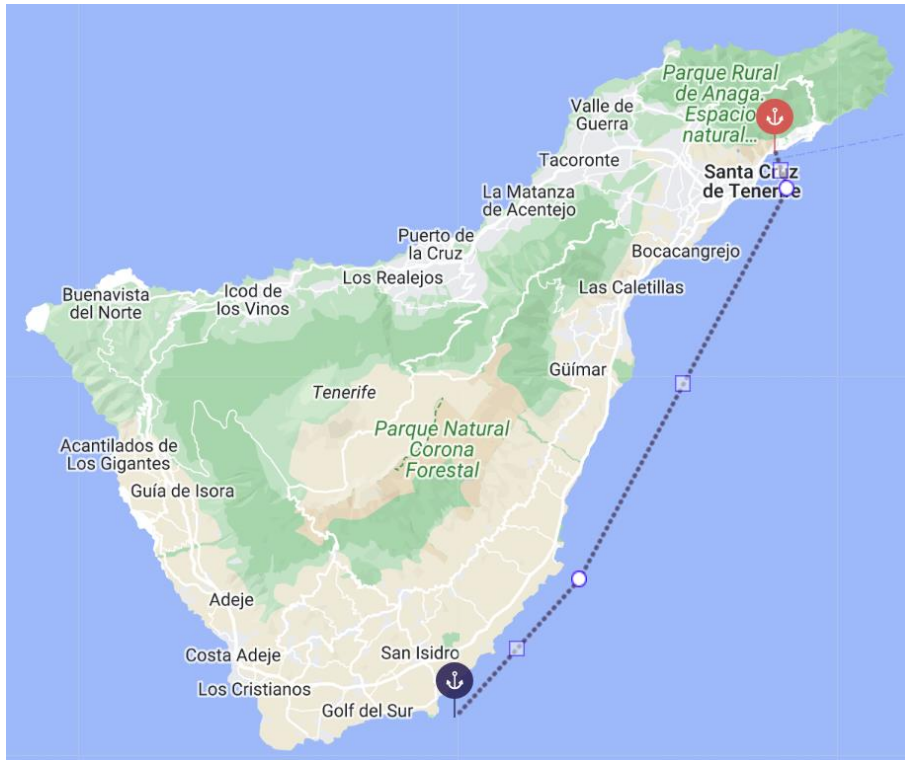 Parque Rural
de Anaga.
Espacio
natural...
Valle de
Guerra
Tacoronte
Santa Cruz
de Tenerife
La Matanza
de Acentejo
Puerto de
la Cruz
Bocacangrejo
Los Realejos
Las Caletillas
Icod de
los Vinos
Buenavista
del Norte
Güímar
Tenerife
Parque Natural
Corona
Forestal
Acantilados de
Los Gigantes
Guía de Isora
Adeje
Costa Adeje
San Isidro
Los Cristianos
Golf del Sur